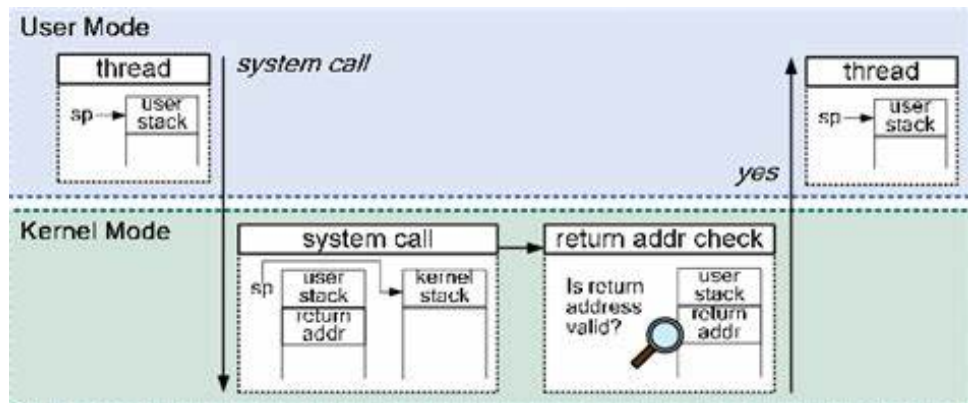 User Mode
thread
system call
thread
sp
user
stack
sp
user
stack
yes
Kernel Mode
system call
return addr check
sp
user
stack
return
addr
kernel
stack
Is return
address
valid?
user
stack
return
addr